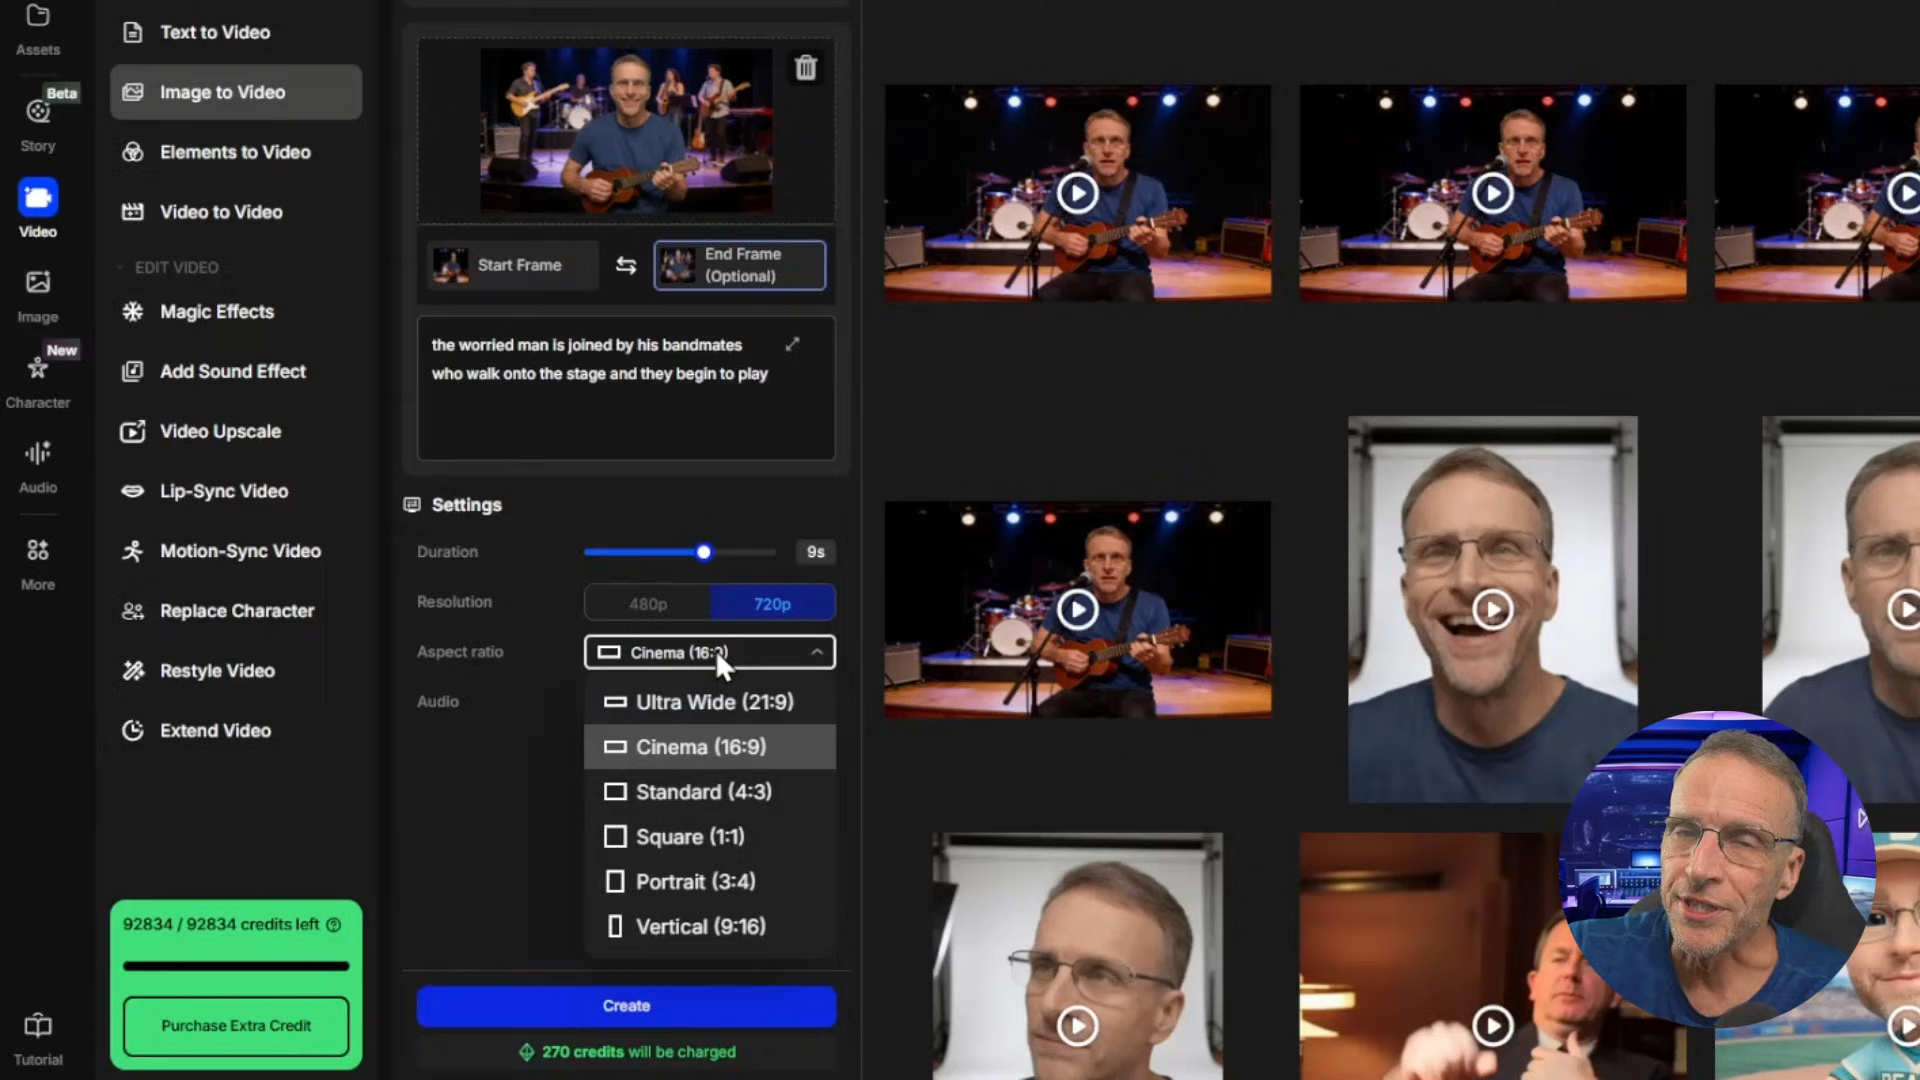 Assets
Beta
Story
Video
Image
New
Character
Audio
More
Tutorial
Text to Video
Image to Video
Elements to Video
Video to Video
EDIT VIDEO
Magic Effects
Add Sound Effect
Video Upscale
Lip-Sync Video
Motion-Sync Video
Replace Character
Restyle Video
Extend Video
92834 / 92834 credits left
Purchase Extra Credit
Start Frame
End Frame
(Optional)
the worried man is joined by his bandmates
who walk onto the stage and they begin to play
Settings
Duration
9s
Resolution
480p
720p
Aspect ratio
Cinema (16:9)
Audio
Ultra Wide (21:9)
Cinema (16:9)
Standard (4:3)
Square (1:1)
Portrait (3:4)
Vertical (9:16)
Create
270 credits will be charged